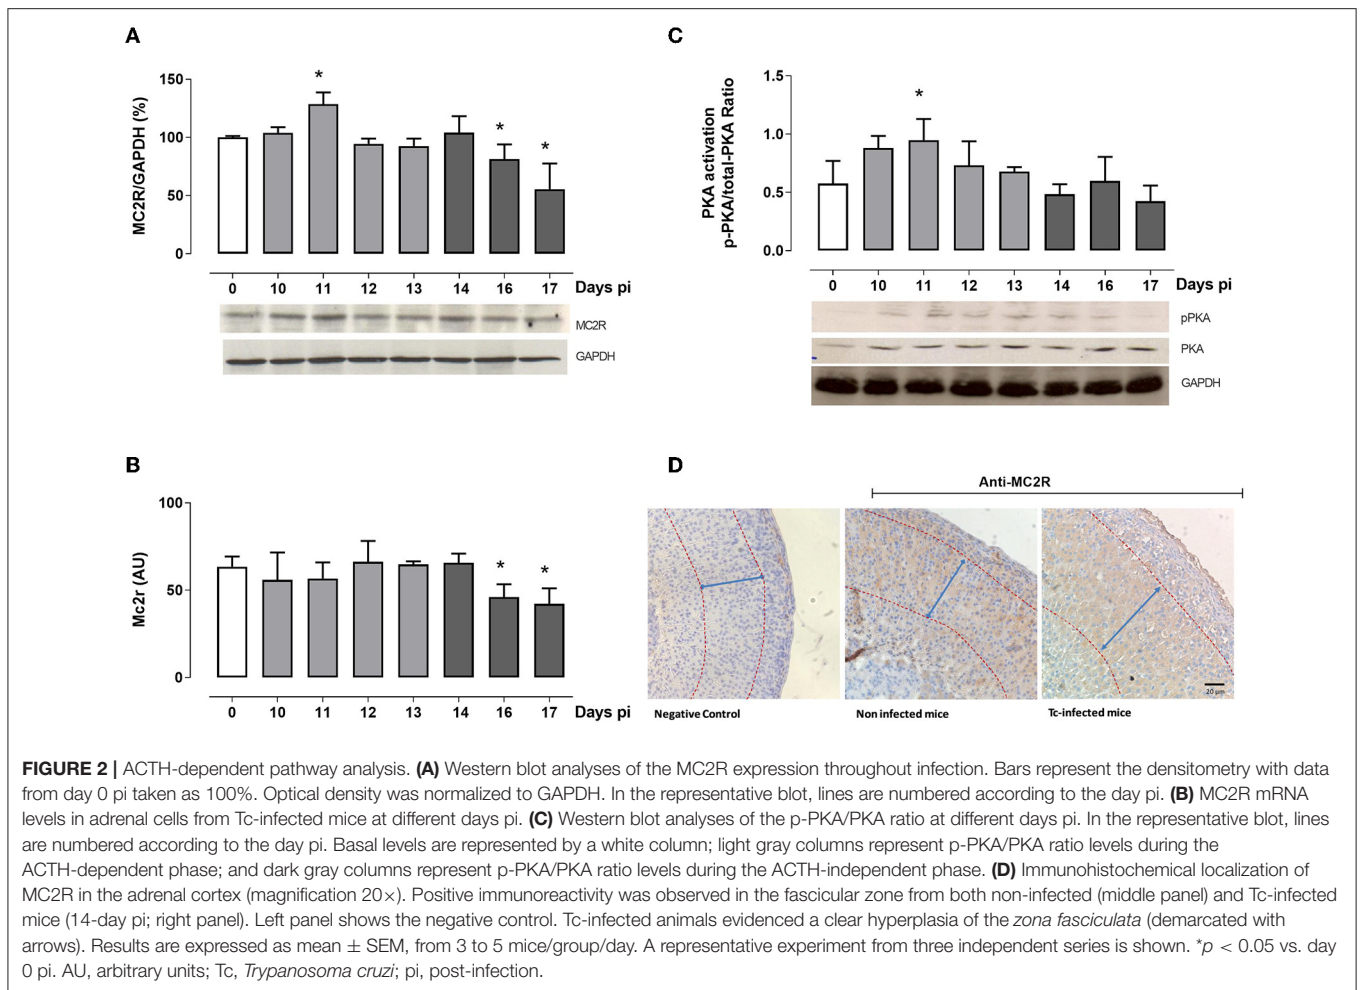 A
MC2R/GAPDH (%)
150
100
50
0
*
*
*
0 10 11 12 13 14 16 17 Days pi
MC2R
GAPDH
C
PKA activation
p-PKA/total-PKA Ratio
1.5
1.0
0.5
0.0
*
0 10 11 12 13 14 16 17 Days pi
pPKA
PKA
GAPDH
B
Mc2r (AU)
100
50
0
*
*
0 10 11 12 13 14 16 17 Days pi
D
Anti-MC2R
20 µm
Negative Control
Non infected mice
Tc-infected mice
FIGURE 2 | ACTH-dependent pathway analysis. (A) Western blot analyses of the MC2R expression throughout infection. Bars represent the densitometry with data
from day 0 pi taken as 100%. Optical density was normalized to GAPDH. In the representative blot, lines are numbered according to the day pi. (B) MC2R mRNA
levels in adrenal cells from Tc-infected mice at different days pi. (C) Western blot analyses of the p-PKA/PKA ratio at different days pi. In the representative blot, lines
are numbered according to the day pi. Basal levels are represented by a white column; light gray columns represent p-PKA/PKA ratio levels during the
ACTH-dependent phase; and dark gray columns represent p-PKA/PKA ratio levels during the ACTH-independent phase. (D) Immunohistochemical localization of
MC2R in the adrenal cortex (magnification 20×). Positive immunoreactivity was observed in the fascicular zone from both non-infected (middle panel) and Tc-infected
mice (14-day pi; right panel). Left panel shows the negative control. Tc-infected animals evidenced a clear hyperplasia of the zona fasciculata (demarcated with
arrows). Results are expressed as mean ± SEM, from 3 to 5 mice/group/day. A representative experiment from three independent series is shown. *p < 0.05 vs. day
0 pi. AU, arbitrary units; Tc, Trypanosoma cruzi; pi, post-infection.